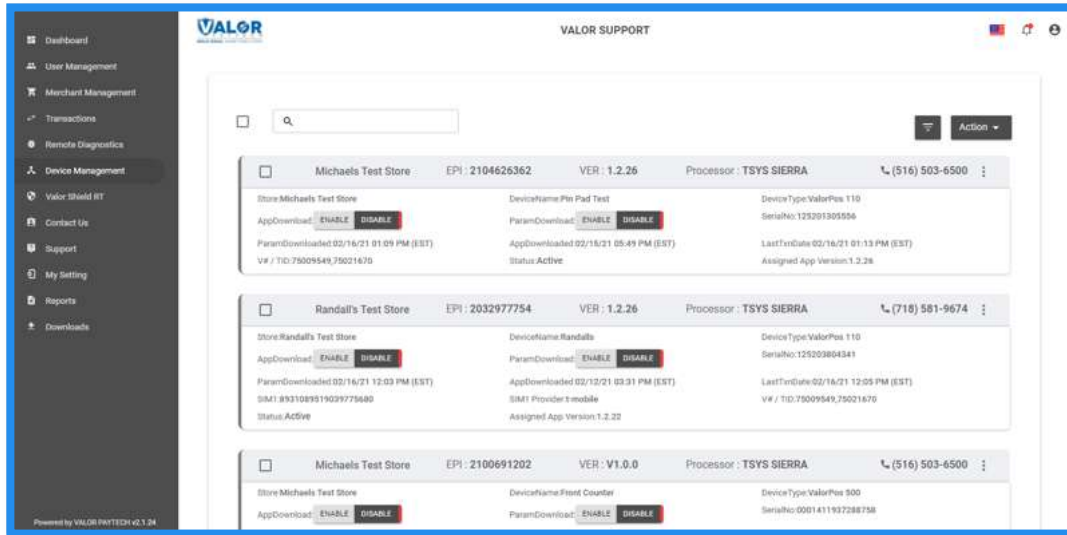 VALOR
VALOR SUPPORT
Dashboard
User Management
Merchant Management
Transactions
Remote Diagnostics
Device Management
Valor Shield RT
Contact Us
Support
My Setting
Reports
Downloads
Powered by VALOR PAYTECH v2.1.24
Action
Michaels Test Store EPI : 2104626362 VER : 1.2.26 Processor : TSYS SIERRA (516) 503-6500
Store:Michaels Test Store DeviceName:Pin Pad Test DeviceType:ValorPos 110
AppDownload: ENABLE DISABLE ParamDownload: ENABLE DISABLE SerialNo:125201305556
ParamDownloaded:02/16/21 01:09 PM (EST) AppDownloaded:02/15/21 05:49 PM (EST) LastTxnDate:02/16/21 01:13 PM (EST)
V# / TID:75009549,75021670 Status:Active Assigned App Version:1.2.26
Randall's Test Store EPI : 2032977754 VER : 1.2.26 Processor : TSYS SIERRA (718) 581-9674
Store:Randall's Test Store DeviceName:Randalls DeviceType:ValorPos 110
AppDownload: ENABLE DISABLE ParamDownload: ENABLE DISABLE SerialNo:125203804341
ParamDownloaded:02/16/21 12:03 PM (EST) AppDownloaded:02/12/21 03:31 PM (EST) LastTxnDate:02/16/21 12:05 PM (EST)
SIM1:8931089519039775680 SIM1 Provider:t-mobile V# / TID:75009549,75021670
Status:Active Assigned App Version:1.2.22
Michaels Test Store EPI : 2100691202 VER : V1.0.0 Processor : TSYS SIERRA (516) 503-6500
Store:Michaels Test Store DeviceName:Front Counter DeviceType:ValorPos 500
AppDownload: ENABLE DISABLE ParamDownload: ENABLE DISABLE SerialNo:0001411937288758